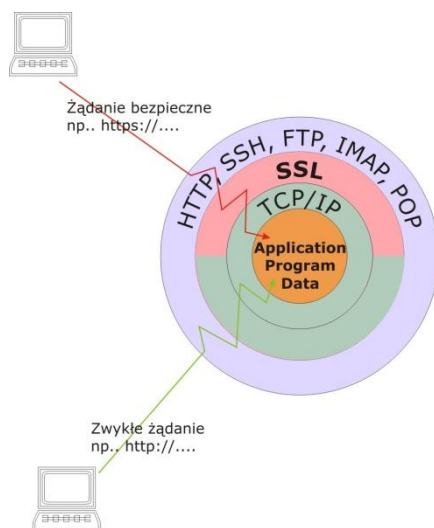 Żądanie bezpieczne
np.. https://....
HTTP, SSH, FTP, IMAP, POP
SSL
TCP/IP
Application
Program
Data
Zwykłe żądanie
np.. http://....